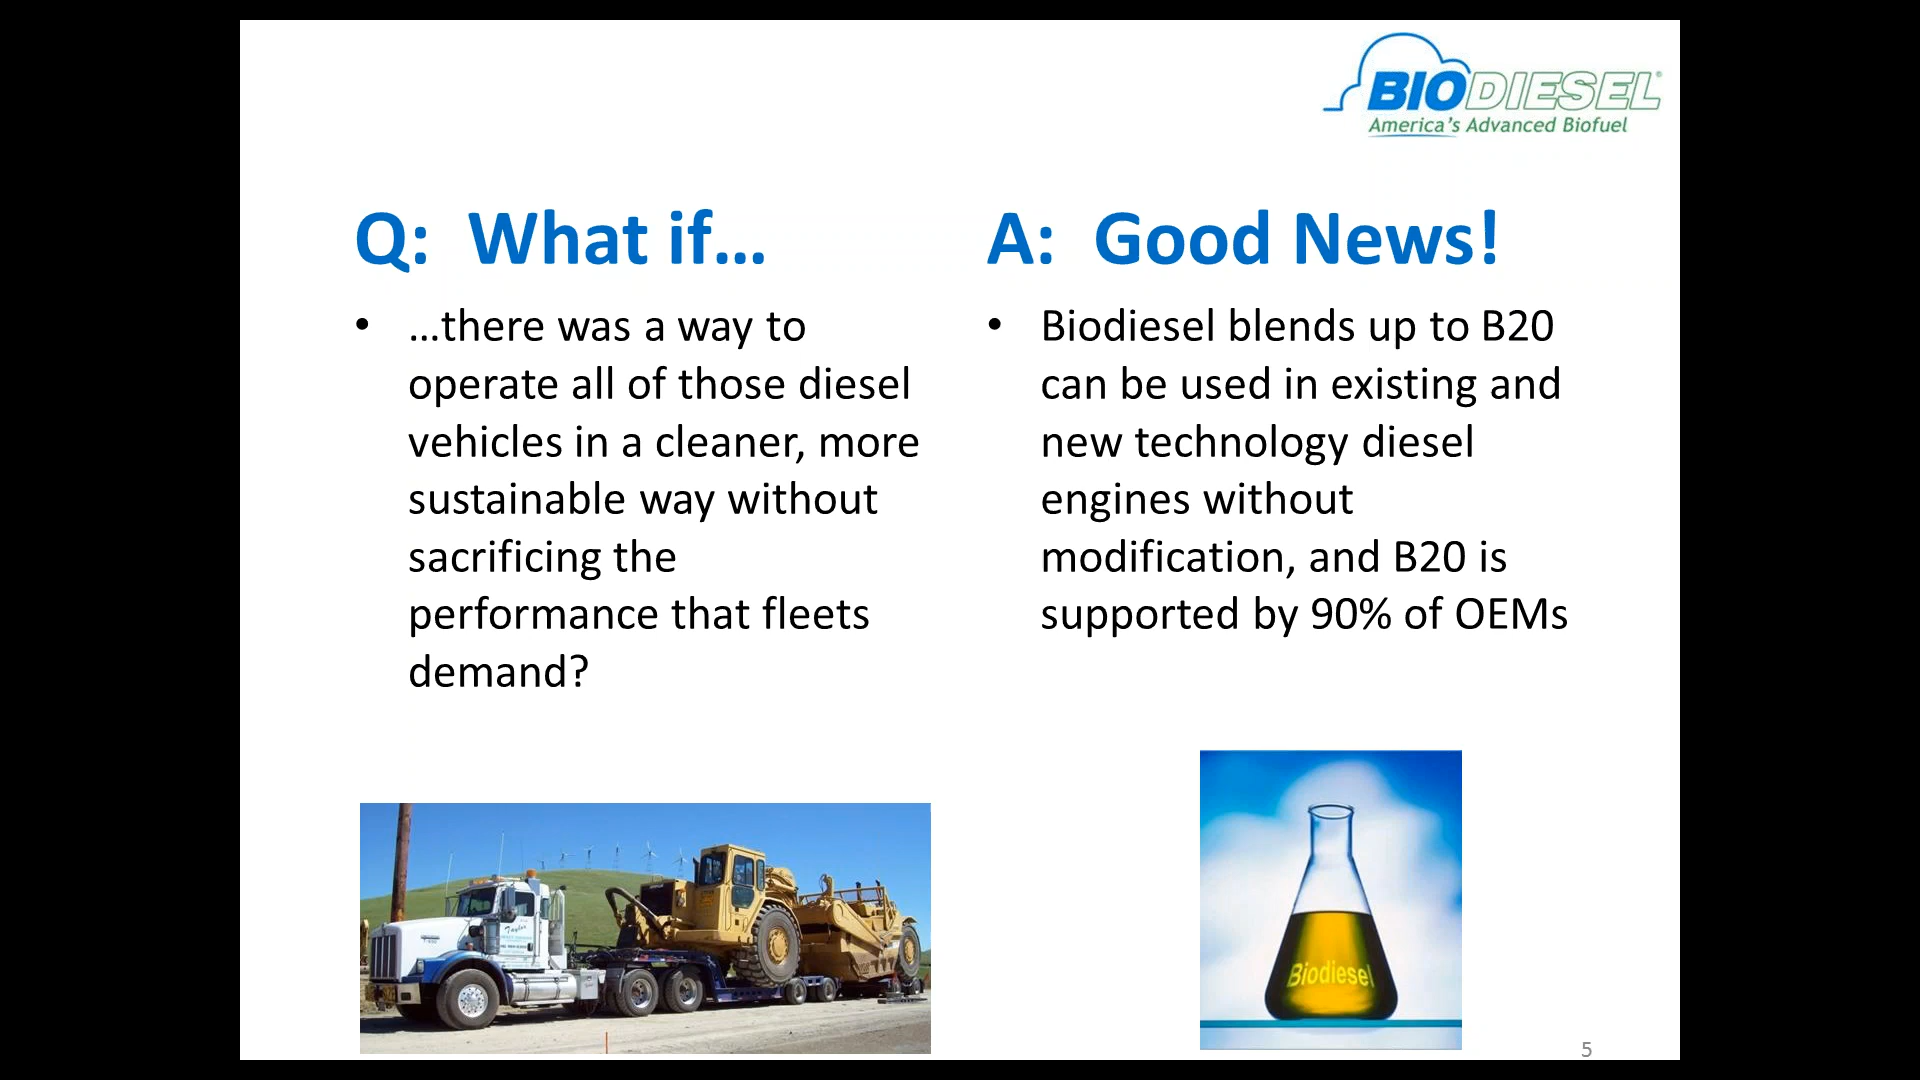 BIODIESEL®
America's Advanced Biofuel
Q: What if...
• ...there was a way to
operate all of those diesel
vehicles in a cleaner, more
sustainable way without
sacrificing the
performance that fleets
demand?
A: Good News!
• Biodiesel blends up to B20
can be used in existing and
new technology diesel
engines without
modification, and B20 is
supported by 90% of OEMs
Taylor
Biodiesel
5